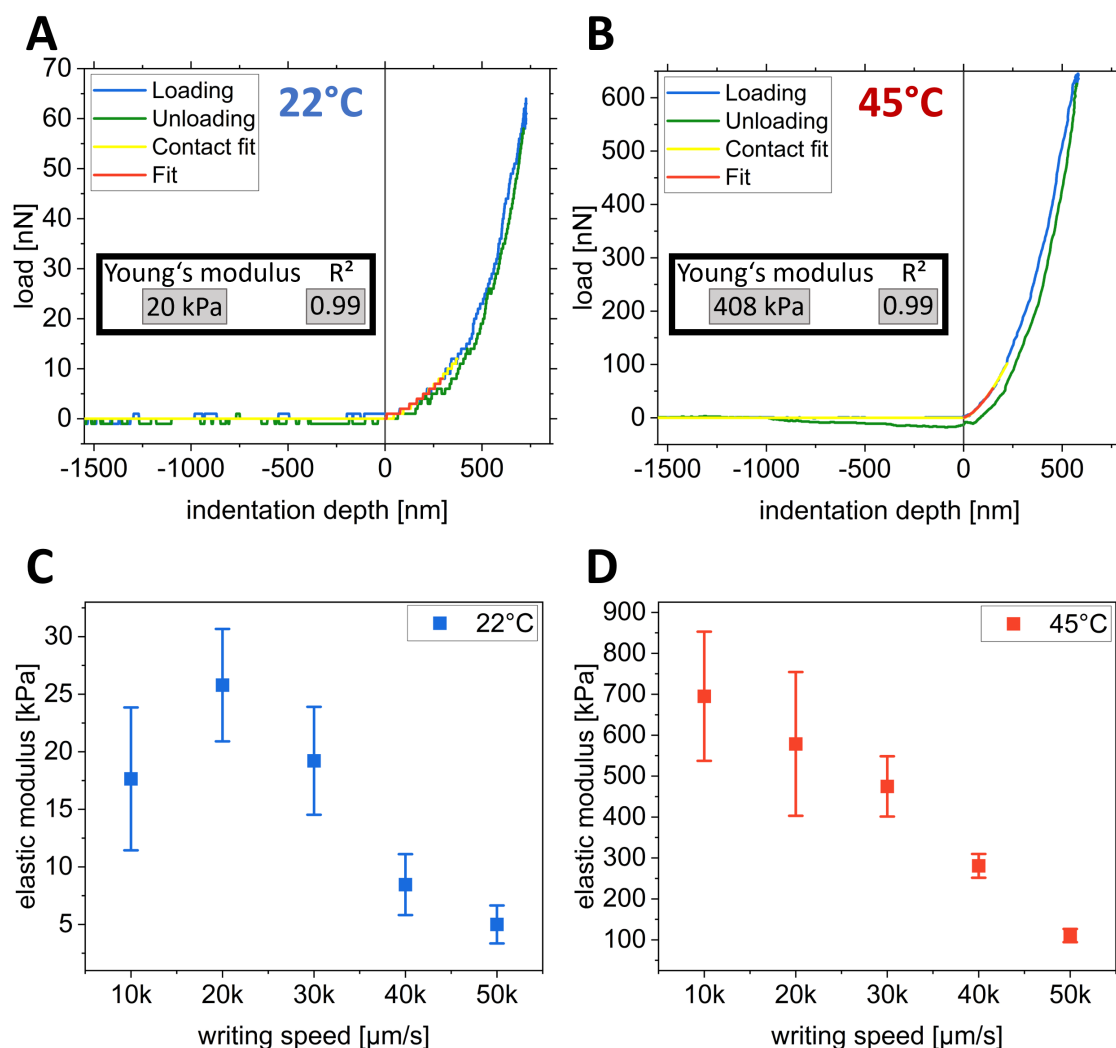 A
22°C
Loading
Unloading
Contact fit
Fit
Young‘s modulus R²
20 kPa 0.99
load [nN]
70
60
50
40
30
20
10
0
-1500 -1000 -500 0 500
indentation depth [nm]
B
45°C
Loading
Unloading
Contact fit
Fit
Young‘s modulus R²
408 kPa 0.99
load [nN]
600
500
400
300
200
100
0
-1500 -1000 -500 0 500
indentation depth [nm]
C
22°C
elastic modulus [kPa]
30
25
20
15
10
5
10k 20k 30k 40k 50k
writing speed [µm/s]
D
45°C
elastic modulus [kPa]
900
800
700
600
500
400
300
200
100
10k 20k 30k 40k 50k
writing speed [µm/s]